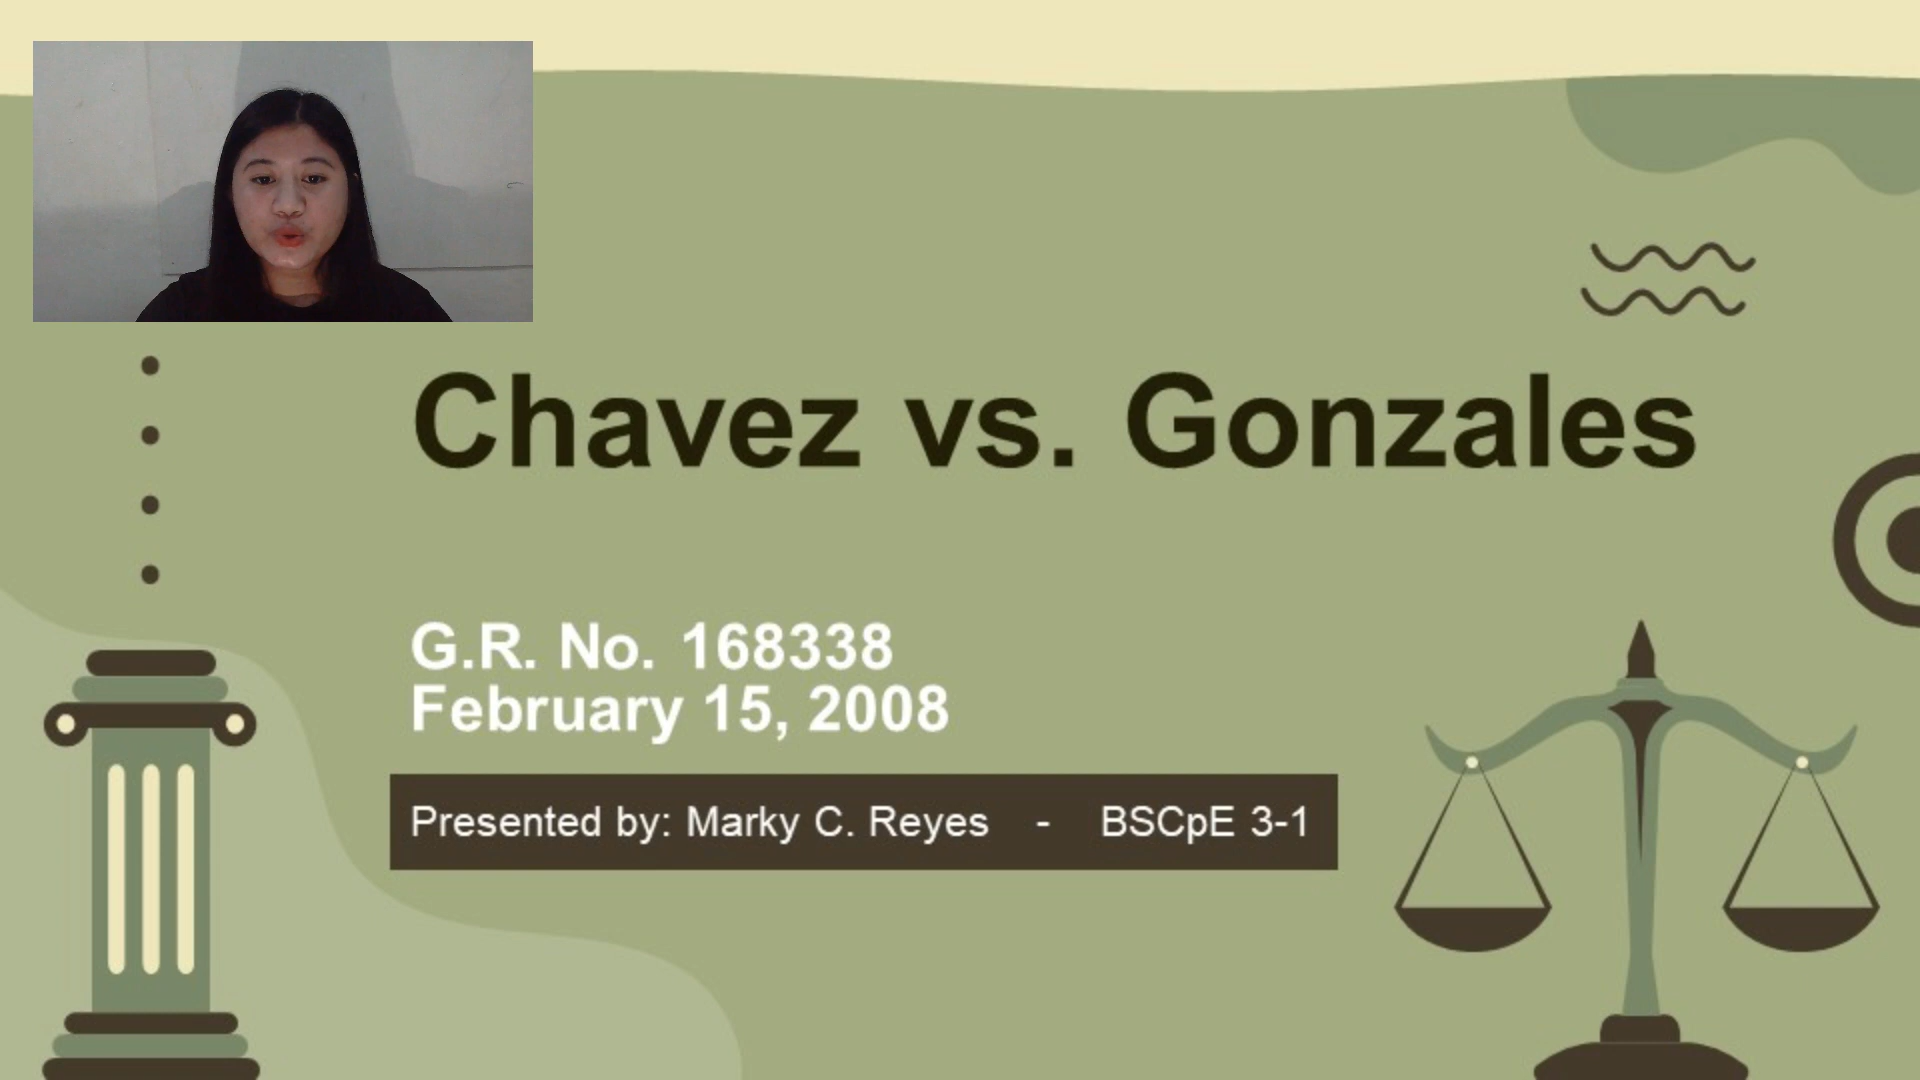 Chavez vs. Gonzales
G.R. No. 168338
February 15, 2008
Presented by: Marky C. Reyes - BSCpE 3-1